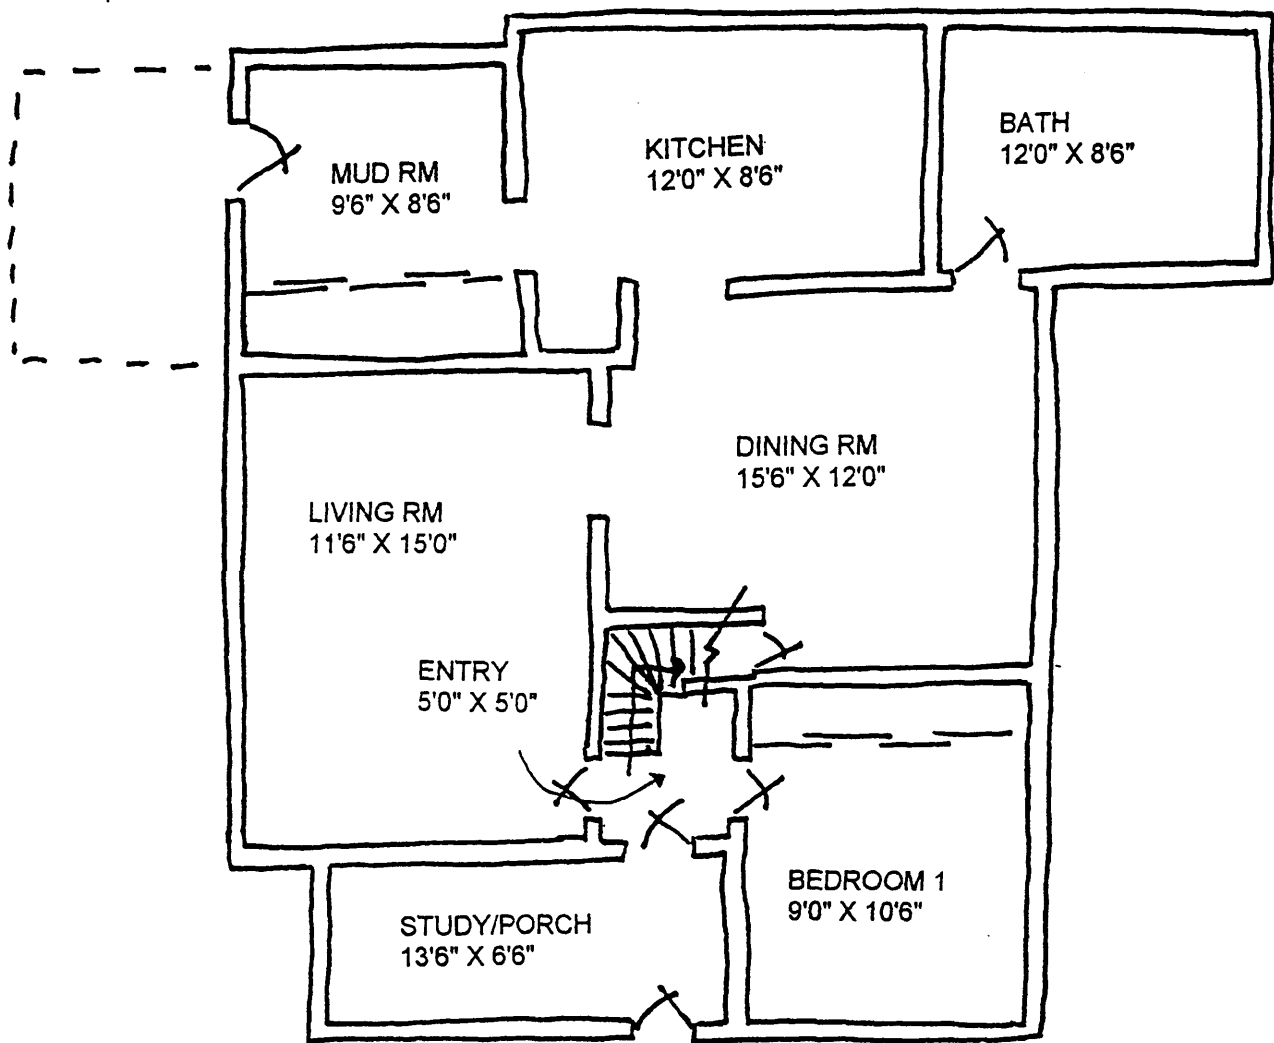 KITCHEN
12'0" X 8'6"
BATH
12'0" X 8'6"
MUD RM
9'6" X 8'6"
DINING RM
15'6" X 12'0"
LIVING RM
11'6" X 15'0"
ENTRY
5'0" X 5'0"
BEDROOM 1
9'0" X 10'6"
STUDY/PORCH
13'6" X 6'6"